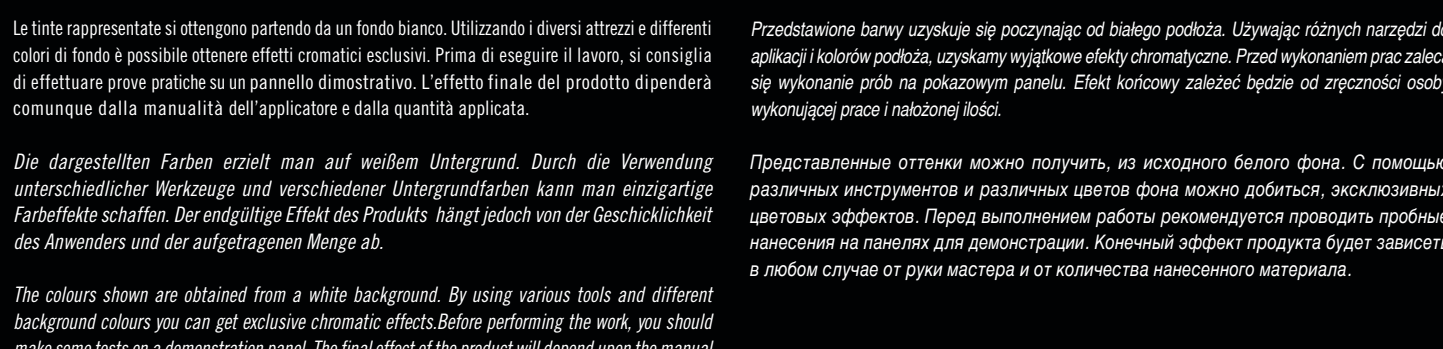 Le tinte rappresentate si ottengono partendo da un fondo bianco. Utilizzando i diversi attrezzi e differenti
colori di fondo è possibile ottenere effetti cromatici esclusivi. Prima di eseguire il lavoro, si consiglia
di effettuare prove pratiche su un pannello dimostrativo. L'effetto finale del prodotto dipenderà
comunque dalla manualità dell'applicatore e dalla quantità applicata.
Die dargestellten Farben erzielt man auf weißem Untergrund. Durch die Verwendung
unterschiedlicher Werkzeuge und verschiedener Untergrundfarben kann man einzigartige
Farbeffekte schaffen. Der endgültige Effekt des Produkts hängt jedoch von der Geschicklichkeit
des Anwenders und der aufgetragenen Menge ab.
The colours shown are obtained from a white background. By using various tools and different
background colours you can get exclusive chromatic effects.Before performing the work, you should
make some tests on a demonstration panel. The final effect of the product will depend upon the manual
Przedstawione barwy uzyskuje się poczynając od białego podłoża. Używając różnych narzędzi do
aplikacji i kolorów podłoża, uzyskamy wyjątkowe efekty chromatyczne. Przed wykonaniem prac zaleca
się wykonanie prób na pokazowym panelu. Efekt końcowy zależeć będzie od zręczności osoby
wykonującej prace i nałożonej ilości.
Представленные оттенки можно получить, из исходного белого фона. С помощью
различных инструментов и различных цветов фона можно добиться, эксклюзивных
цветовых эффектов. Перед выполнением работы рекомендуется проводить пробные
нанесения на панелях для демонстрации. Конечный эффект продукта будет зависеть
в любом случае от руки мастера и от количества нанесенного материала.